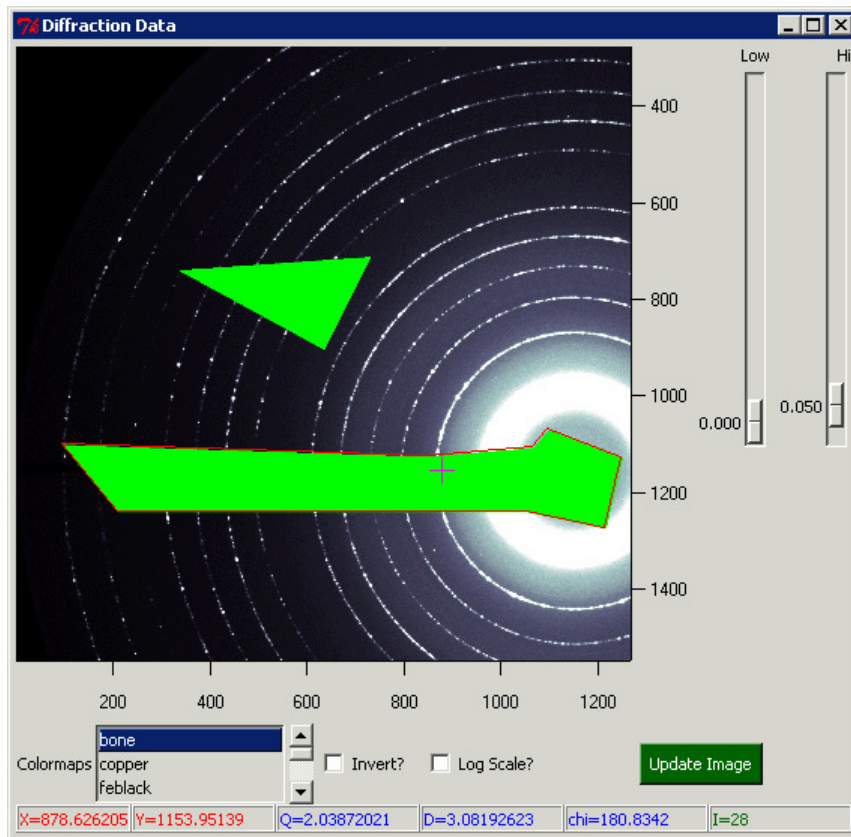 Diffraction Data
Low
Hi
400
600
800
1000
1200
1400
0.000
0.050
200 400 600 800 1000 1200
Colormaps
bone
copper
feblack
Invert?
Log Scale?
Update Image
X=878.626205 Y=1153.95139 Q=2.03872021 D=3.08192623 chi=180.8342 I=28